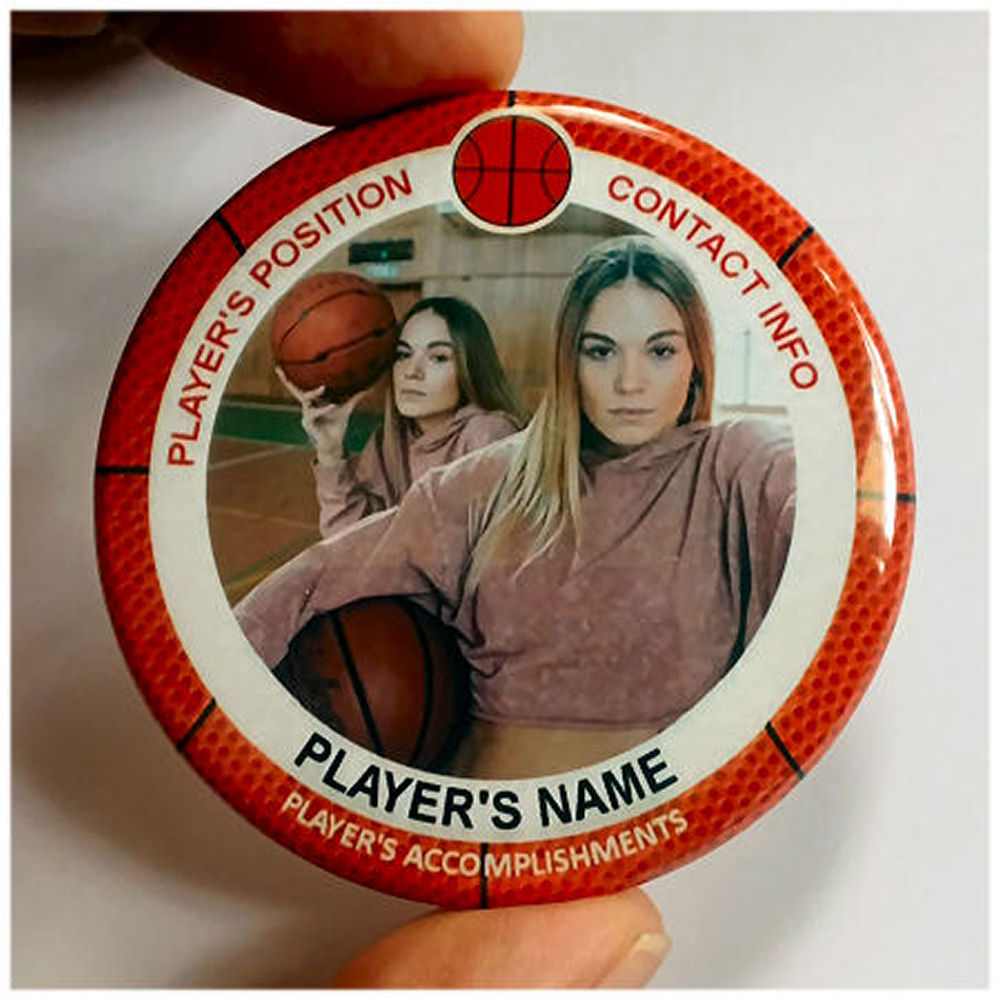 PLAYER'S POSITION
CONTACT INFO
PLAYER'S NAME
PLAYER'S ACCOMPLISHMENTS